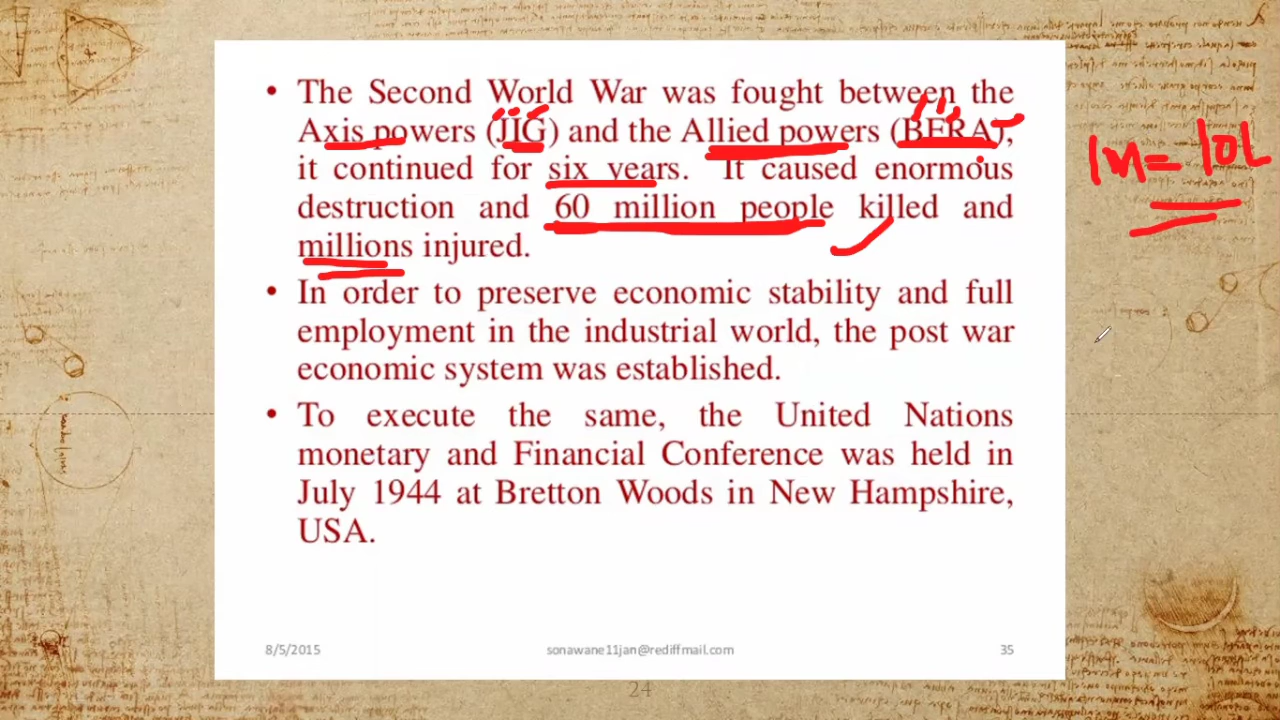 • The Second World War was fought between the
Axis powers (JIG) and the Allied powers (BFRA),
it continued for six years. It caused enormous
destruction and 60 million people killed and
millions injured.
• In order to preserve economic stability and full
employment in the industrial world, the post war
economic system was established.
• To execute the same, the United Nations
monetary and Financial Conference was held in
July 1944 at Bretton Woods in New Hampshire,
USA.
1M = 10L
8/5/2015
sonawane11jan@rediffmail.com
35
24